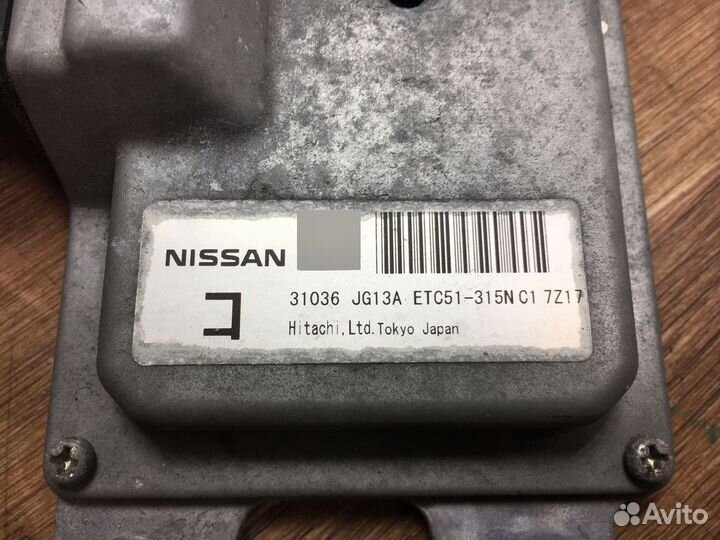 NISSAN
31036 JG13A ETC51-315N C1 7Z17
コ
Hitachi,Ltd.Tokyo Japan
Avito